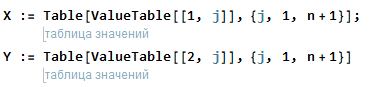 X := Table[ValueTable[[1, j]], {j, 1, n + 1}];
таблица значений
Y := Table[ValueTable[[2, j]], {j, 1, n + 1}]
таблица значений